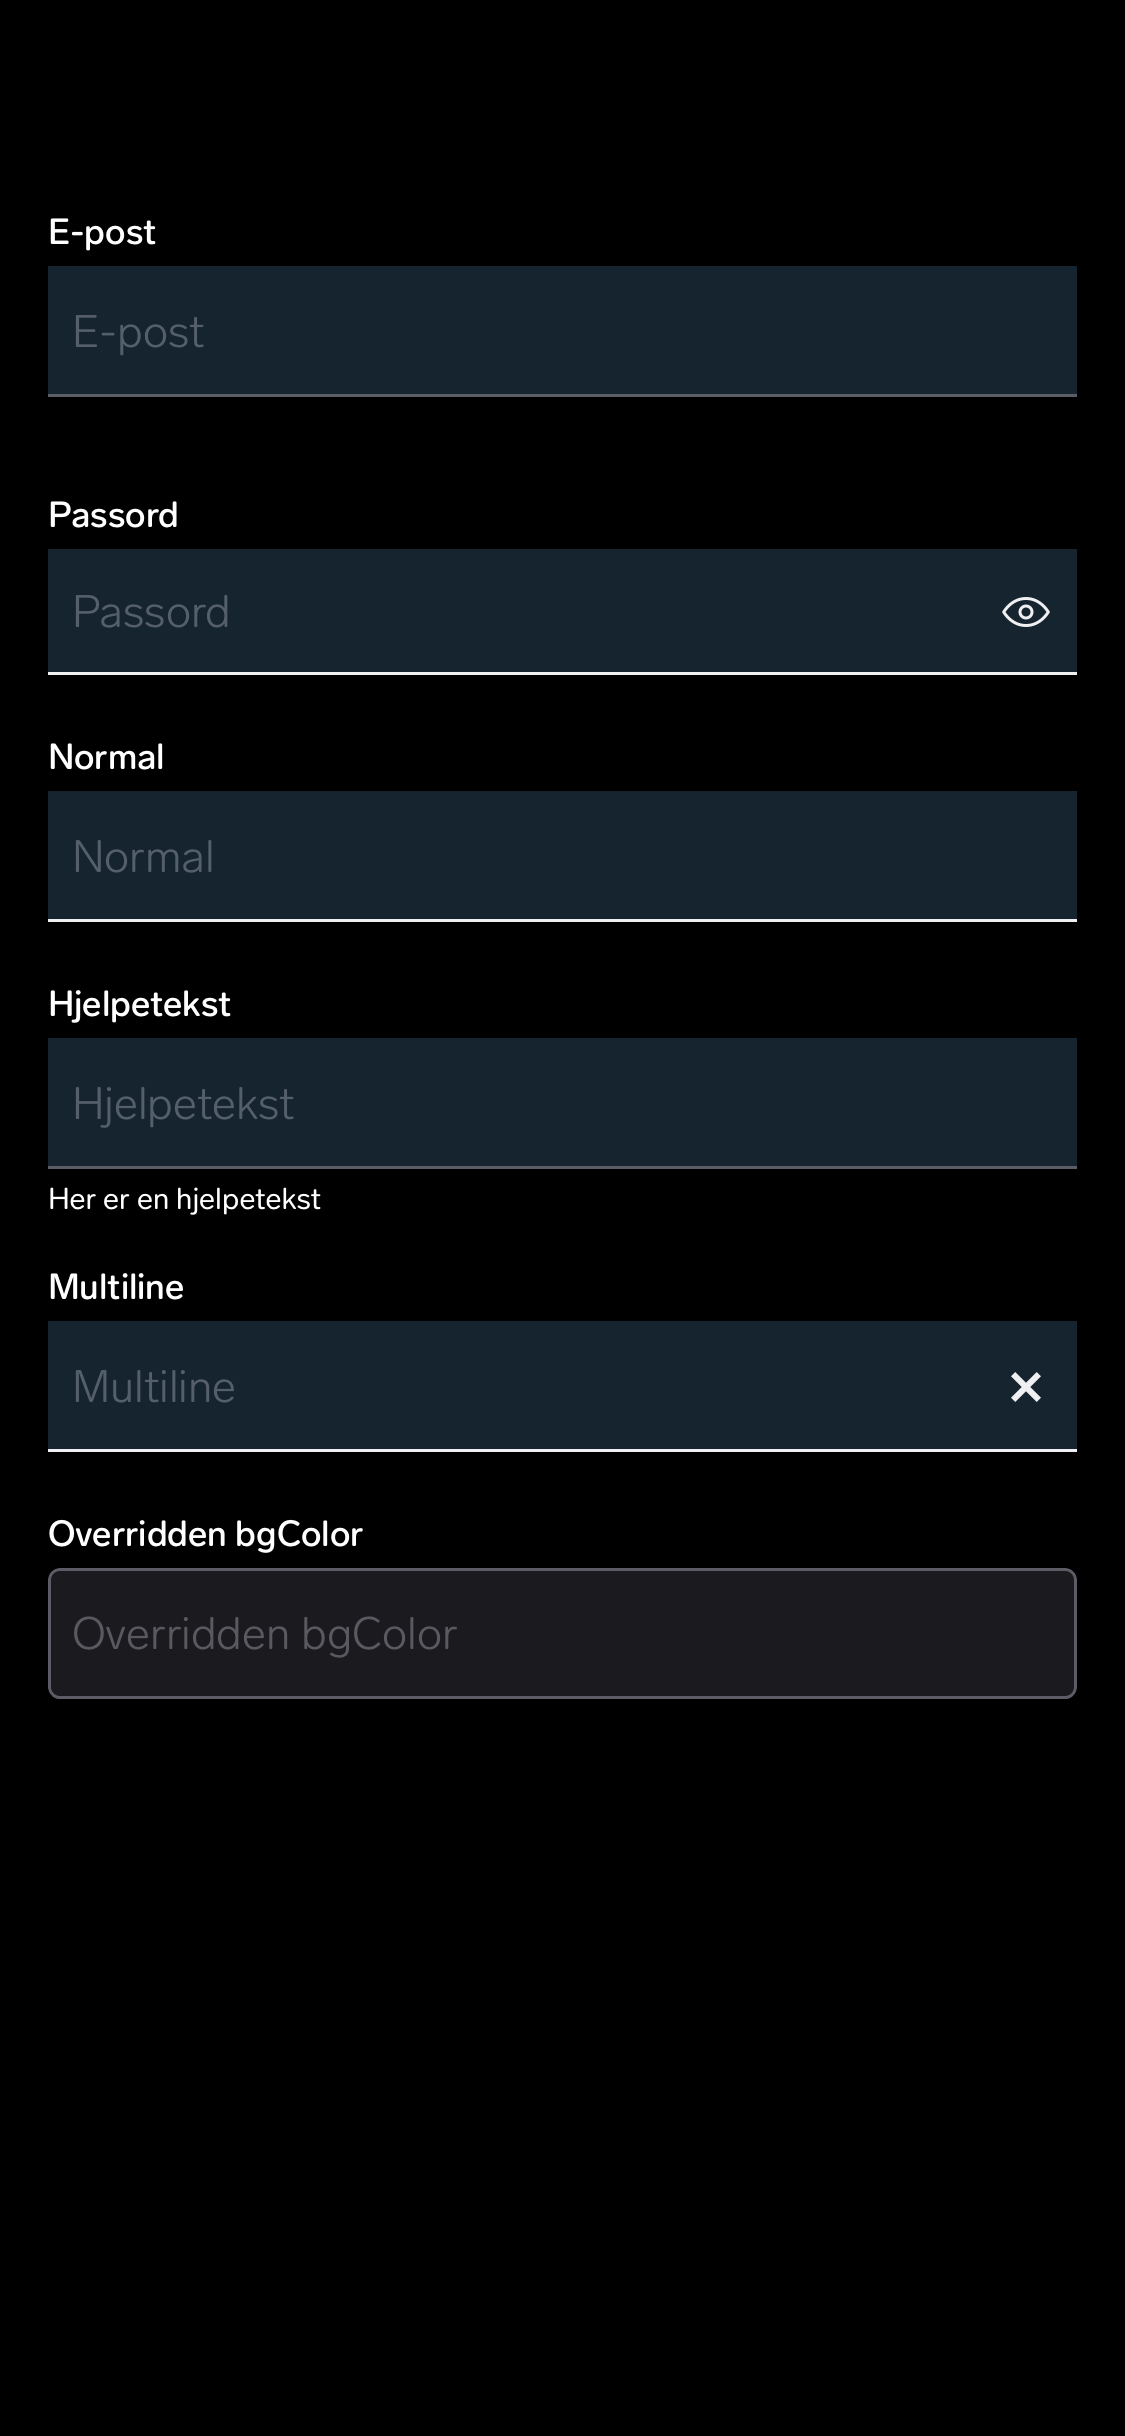 E-post
E-post
Passord
Passord
Normal
Normal
Hjelpetekst
Hjelpetekst
Her er en hjelpetekst
Multiline
Multiline
Overridden bgColor
Overridden bgColor